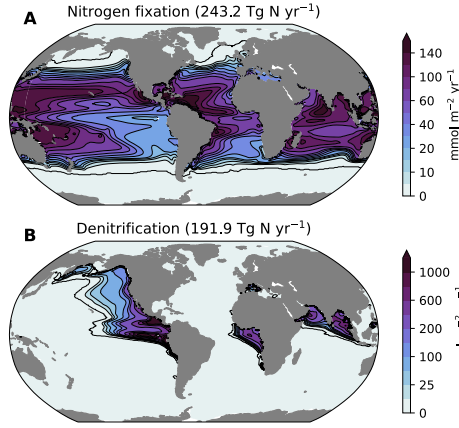 A
Nitrogen fixation (243.2 Tg N yr⁻¹)
140
100
80
60
40
20
10
0
mmol m⁻² yr⁻¹
B
Denitrification (191.9 Tg N yr⁻¹)
1000
600
200
100
25
0